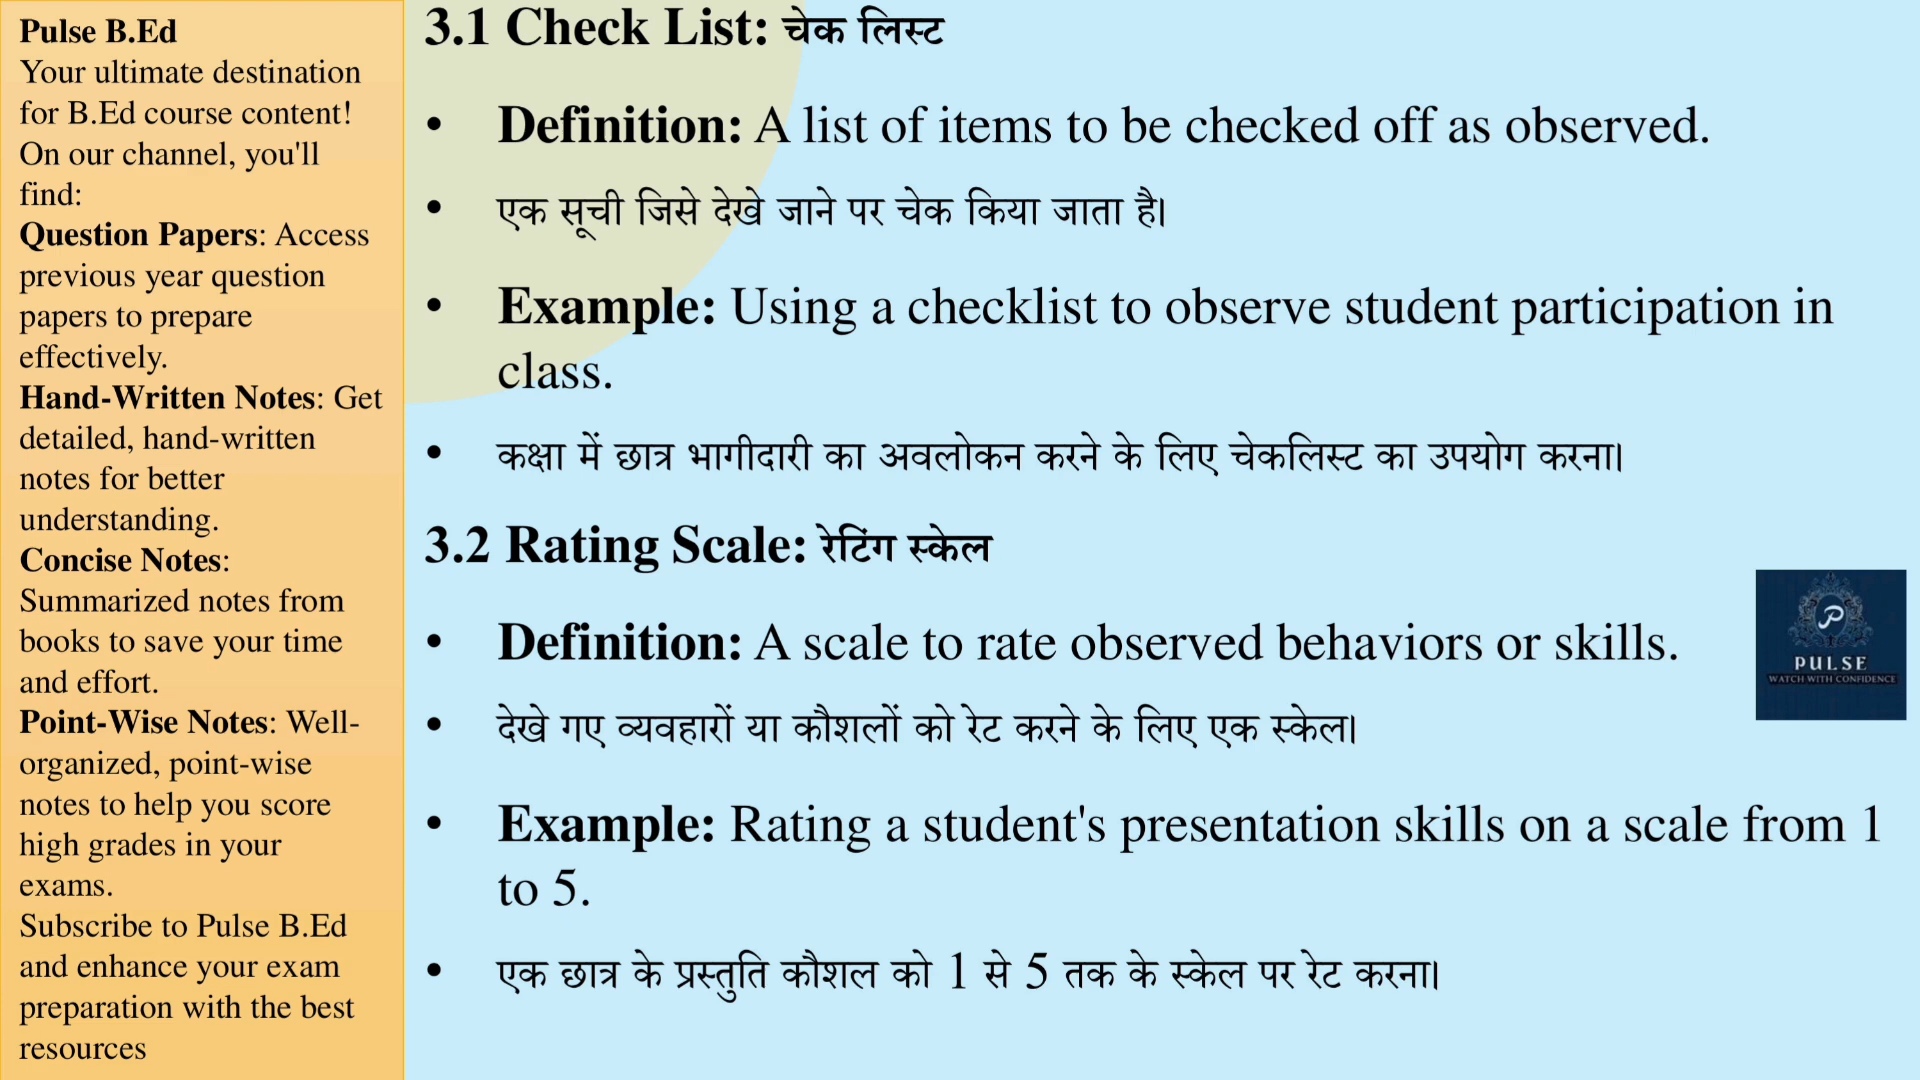 Pulse B.Ed
Your ultimate destination
for B.Ed course content!
On our channel, you'll
find:
Question Papers: Access
previous year question
papers to prepare
effectively.
Hand-Written Notes: Get
detailed, hand-written
notes for better
understanding.
Concise Notes:
Summarized notes from
books to save your time
and effort.
Point-Wise Notes: Well-
organized, point-wise
notes to help you score
high grades in your
exams.
Subscribe to Pulse B.Ed
and enhance your exam
preparation with the best
resources
3.1 Check List: चेक लिस्ट
• Definition: A list of items to be checked off as observed.
• एक सूची जिसे देखे जाने पर चेक किया जाता है।
• Example: Using a checklist to observe student participation in
class.
• कक्षा में छात्र भागीदारी का अवलोकन करने के लिए चेकलिस्ट का उपयोग करना।
3.2 Rating Scale: रेटिंग स्केल
• Definition: A scale to rate observed behaviors or skills.
• देखे गए व्यवहारों या कौशलों को रेट करने के लिए एक स्केल।
• Example: Rating a student's presentation skills on a scale from 1
to 5.
• एक छात्र के प्रस्तुति कौशल को 1 से 5 तक के स्केल पर रेट करना।
P
PULSE
WATCH WITH CONFIDENCE